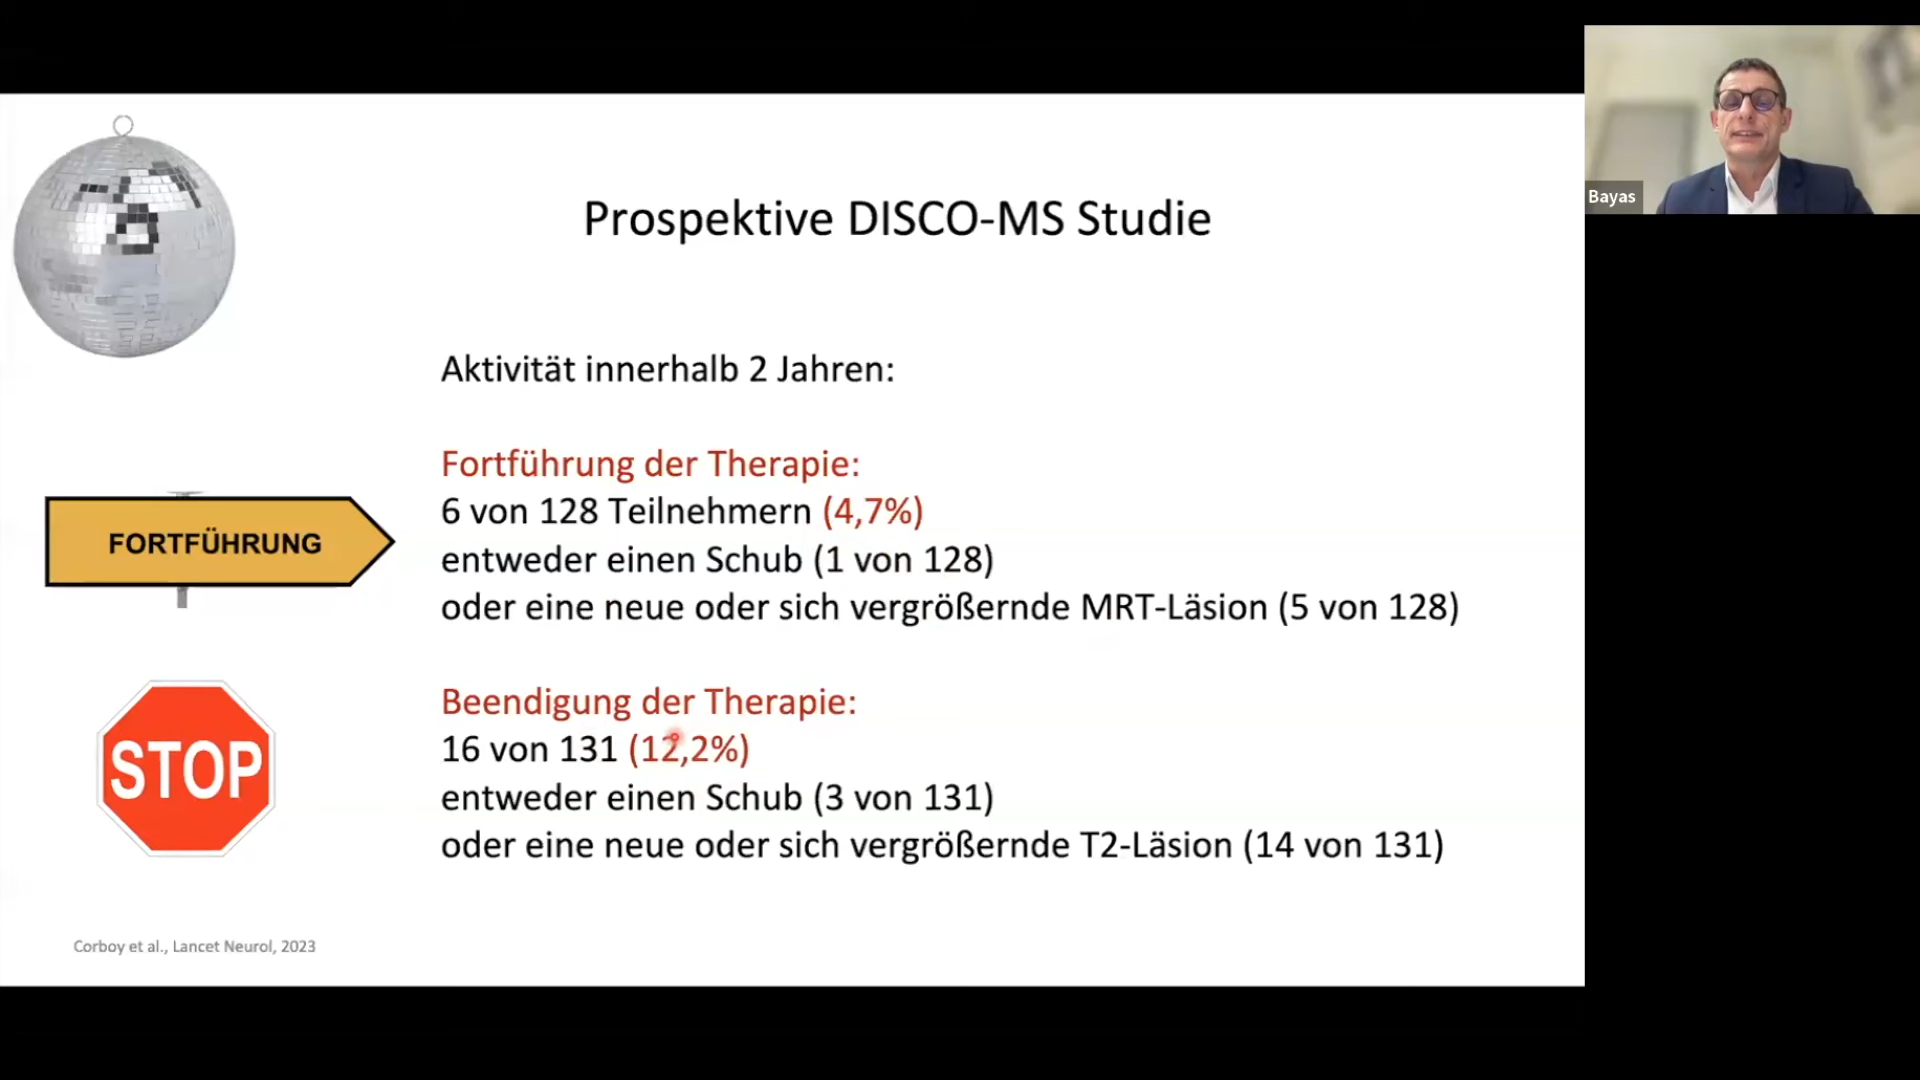 Prospektive DISCO-MS Studie
Bayas
Aktivität innerhalb 2 Jahren:
Fortführung der Therapie:
6 von 128 Teilnehmern (4,7%)
entweder einen Schub (1 von 128)
oder eine neue oder sich vergrößernde MRT-Läsion (5 von 128)
FORTFÜHRUNG
Beendigung der Therapie:
16 von 131 (12,2%)
entweder einen Schub (3 von 131)
oder eine neue oder sich vergrößernde T2-Läsion (14 von 131)
STOP
Corboy et al., Lancet Neurol, 2023